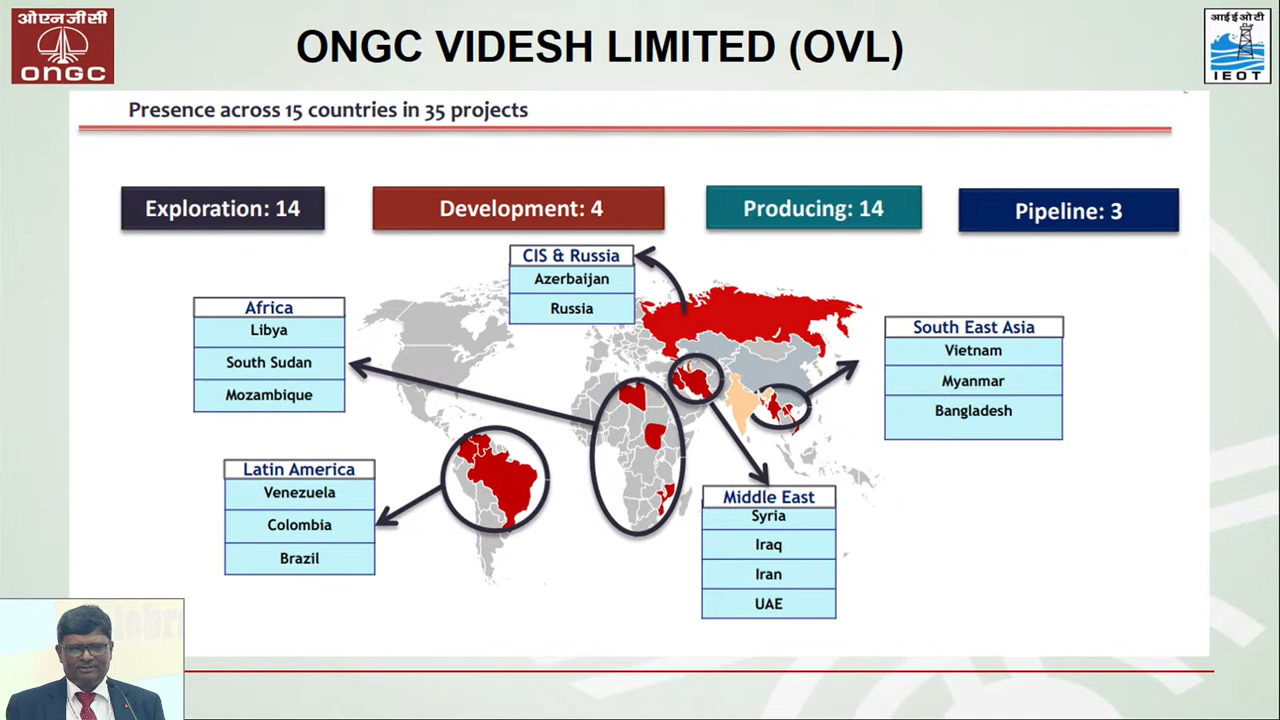 ओएनजीसी
ONGC
ONGC VIDESH LIMITED (OVL)
आई ई ओ टी
IEOT
Presence across 15 countries in 35 projects
Exploration: 14
Development: 4
Producing: 14
Pipeline: 3
CIS & Russia
Azerbaijan
Russia
Africa
Libya
South Sudan
Mozambique
South East Asia
Vietnam
Myanmar
Bangladesh
Latin America
Venezuela
Colombia
Brazil
Middle East
Syria
Iraq
Iran
UAE